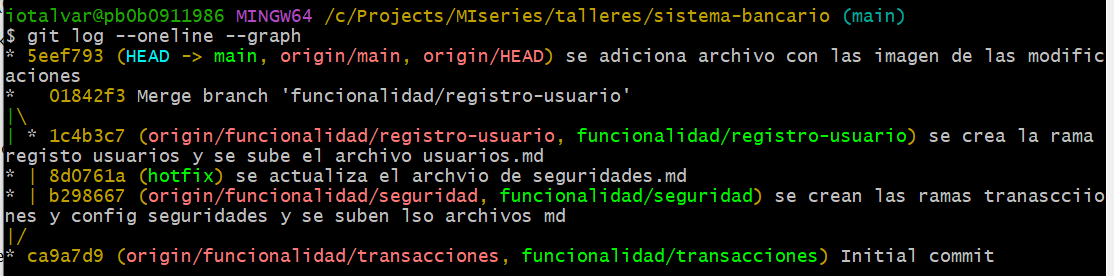 iotalvar@pb0b0911986 MINGW64 /c/Projects/MIseries/talleres/sistema-bancario (main)
$ git log --oneline --graph
* 5eef793 (HEAD -> main, origin/main, origin/HEAD) se adiciona archivo con las imagen de las modific
aciones
*   01842f3 Merge branch 'funcionalidad/registro-usuario'
|\
| * 1c4b3c7 (origin/funcionalidad/registro-usuario, funcionalidad/registro-usuario) se crea la rama
registo usuarios y se sube el archivo usuarios.md
* | 8d0761a (hotfix) se actualiza el archvio de seguridades.md
* | b298667 (origin/funcionalidad/seguridad, funcionalidad/seguridad) se crean las ramas tranascciio
nes y config seguridades y se suben lso archivos md
|/
* ca9a7d9 (origin/funcionalidad/transacciones, funcionalidad/transacciones) Initial commit